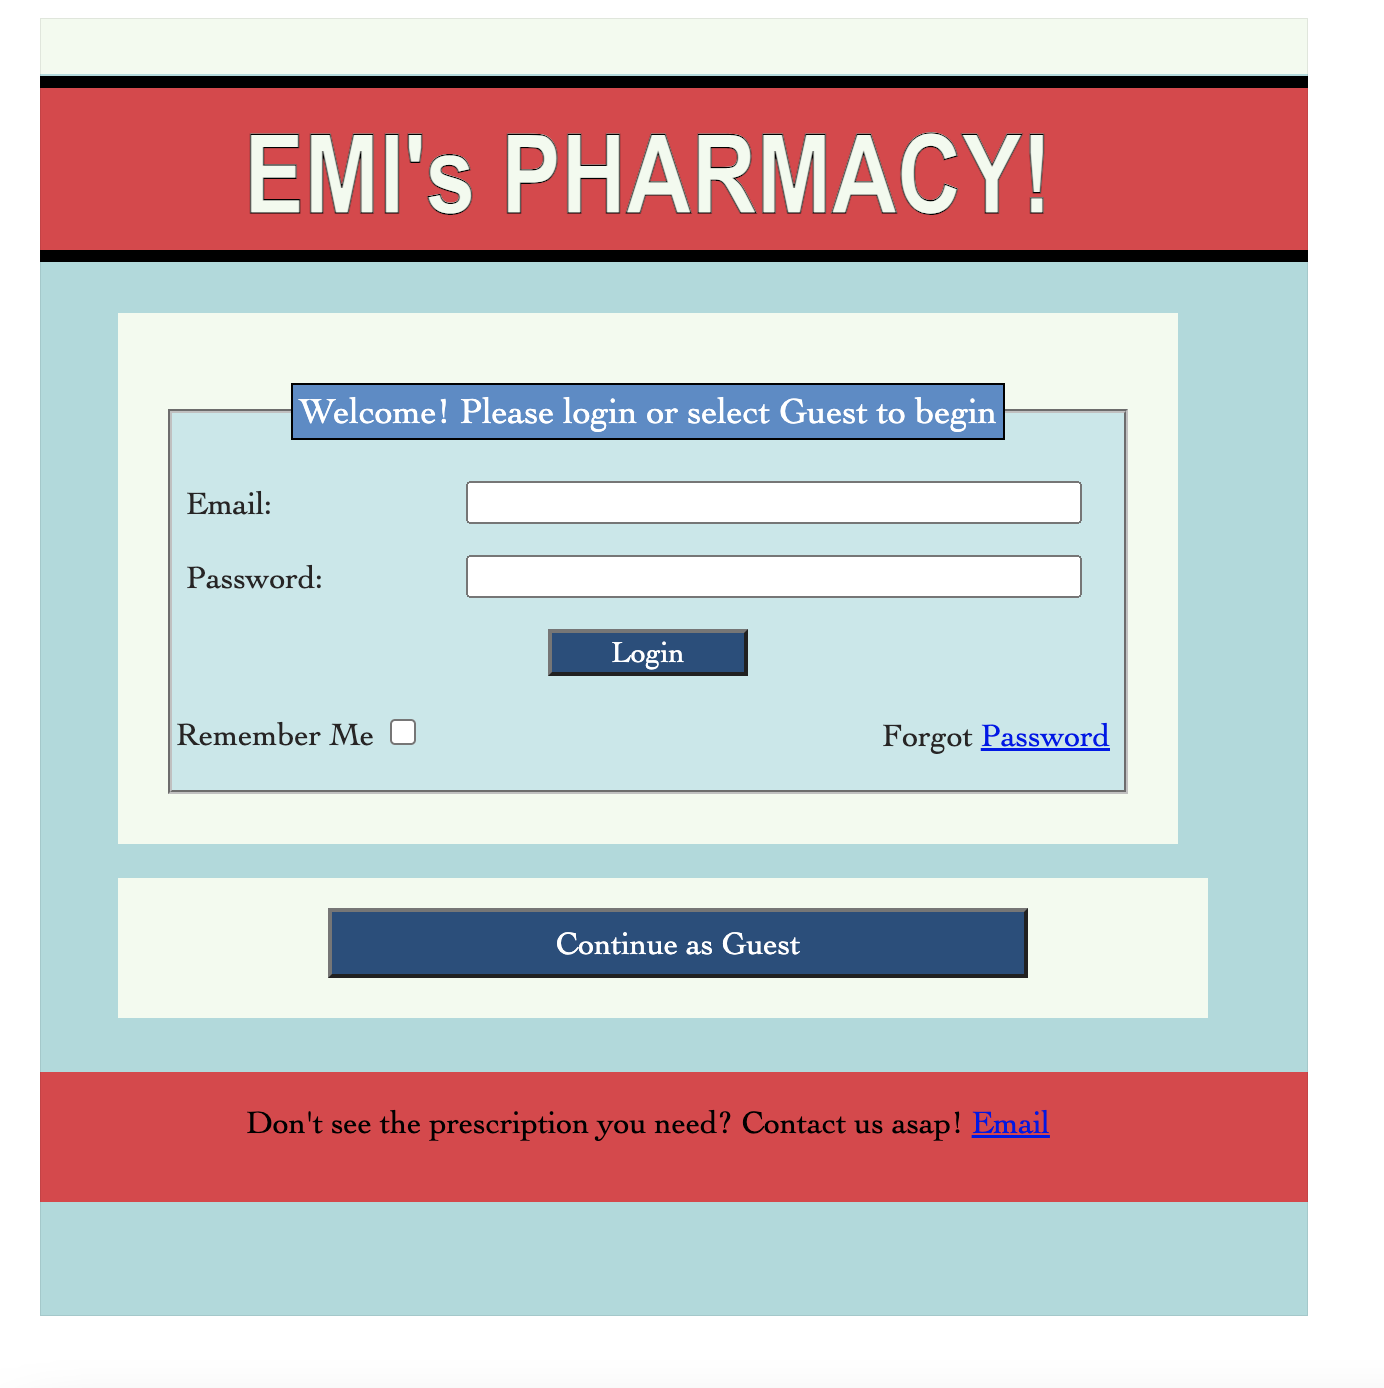 EMI's PHARMACY!
Welcome! Please login or select Guest to begin
Email:
Password:
Login
Remember Me
Forgot Password
Continue as Guest
Don't see the prescription you need? Contact us asap! Email